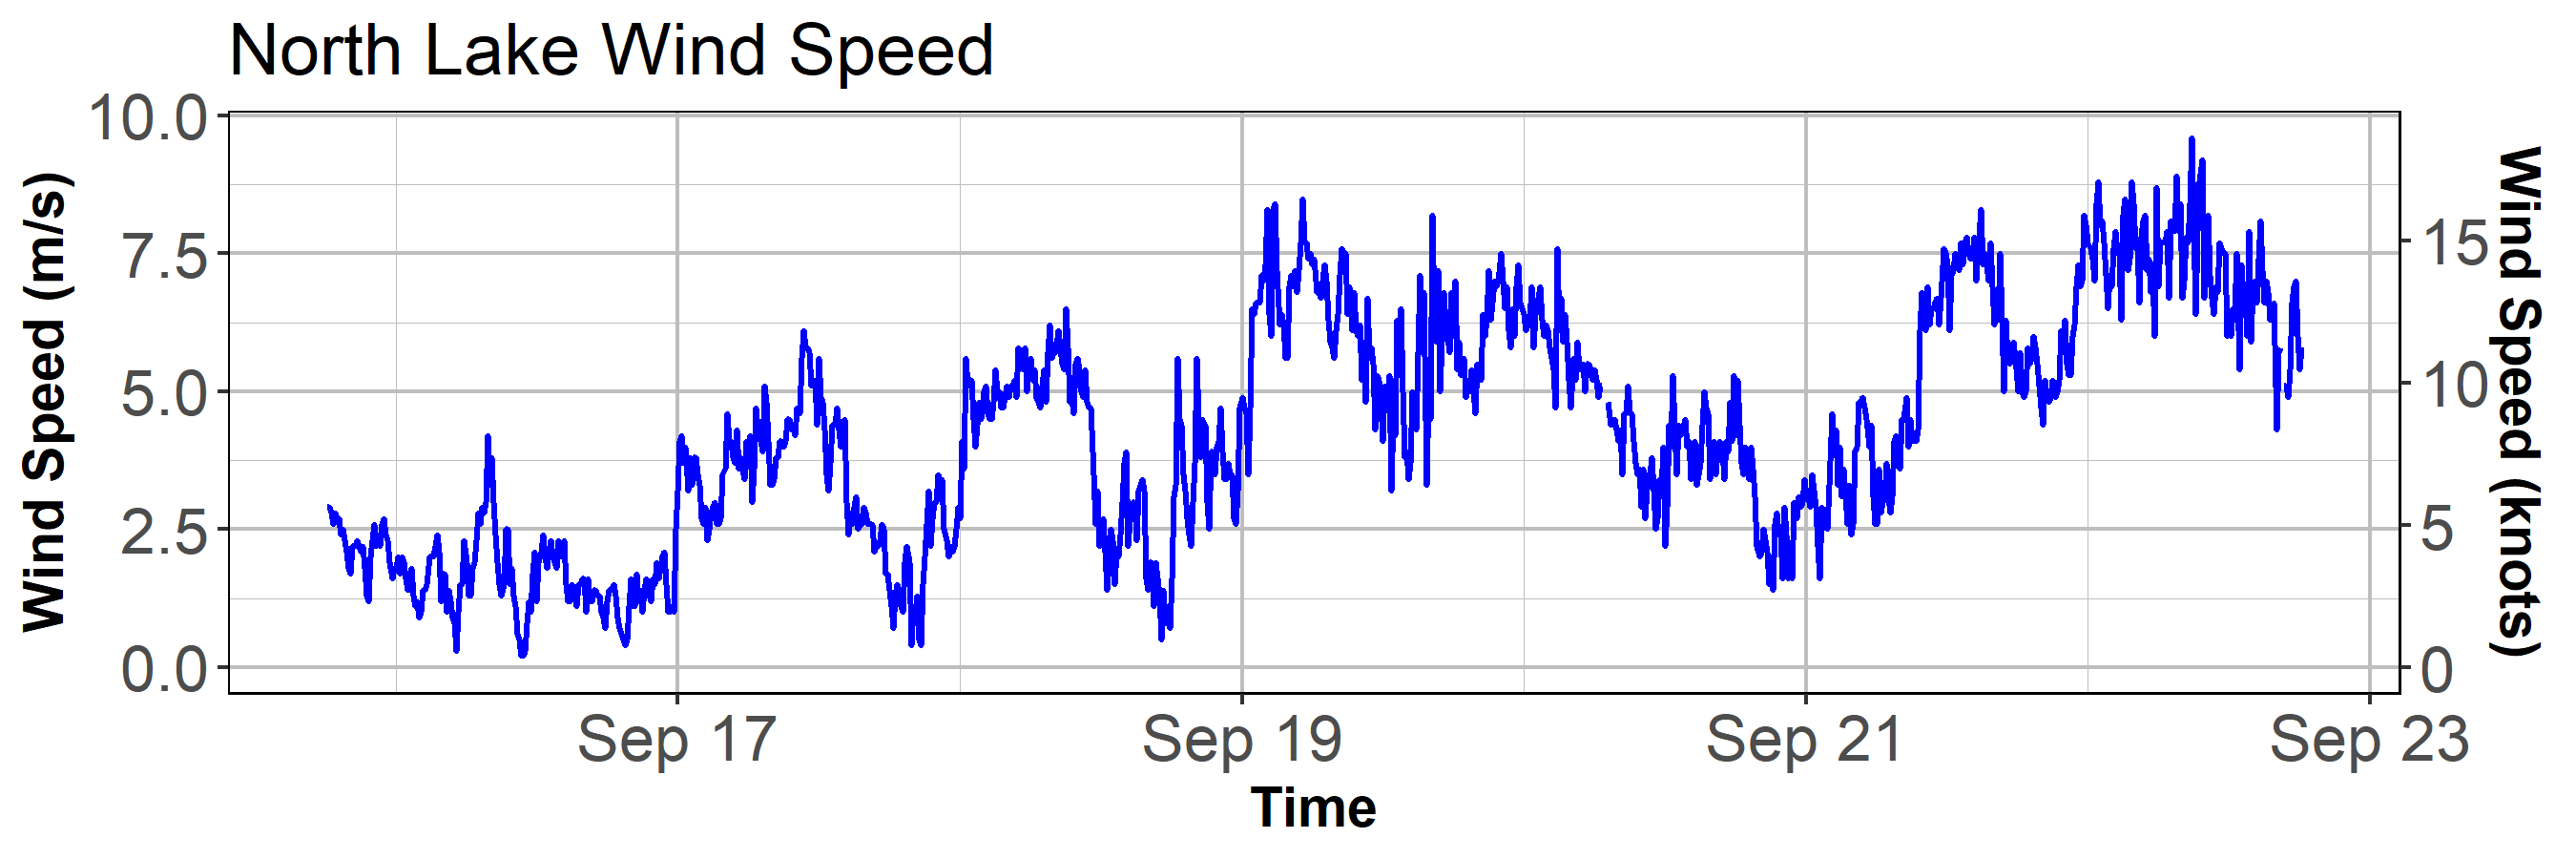 North Lake Wind Speed
Wind Speed (m/s)
10.0
7.5
5.0
2.5
0.0
Wind Speed (knots)
15
10
5
0
Sep 17 Sep 19 Sep 21 Sep 23
Time